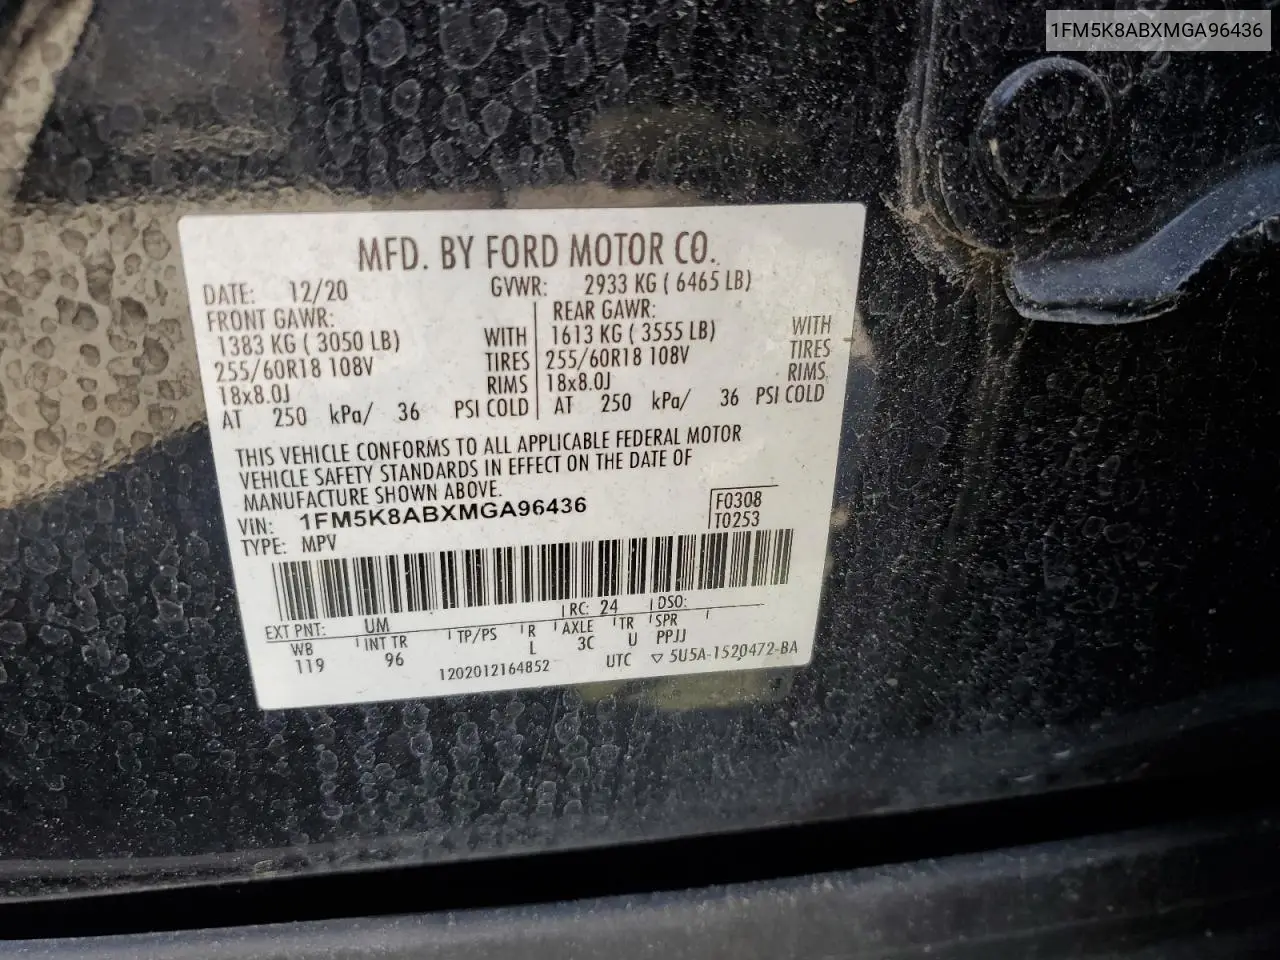 1FM5K8ABXMGA96436
MFD. BY FORD MOTOR CO.
DATE: 12/20 GVWR: 2933 KG ( 6465 LB)
FRONT GAWR: REAR GAWR:
1383 KG ( 3050 LB) WITH 1613 KG ( 3555 LB) WITH
255/60R18 108V TIRES 255/60R18 108V TIRES
18x8.0J RIMS 18x8.0J RIMS
AT 250 kPa/ 36 PSI COLD AT 250 kPa/ 36 PSI COLD
THIS VEHICLE CONFORMS TO ALL APPLICABLE FEDERAL MOTOR
VEHICLE SAFETY STANDARDS IN EFFECT ON THE DATE OF
MANUFACTURE SHOWN ABOVE.
VIN: 1FM5K8ABXMGA96436 F0308
TYPE: MPV T0253
EXT PNT: UM RC: 24 DSO:
WB INT TR TP/PS R AXLE TR SPR
119 96 L 3C U PPJJ
1202012164852 UTC ▽ 5U5A-1520472-BA